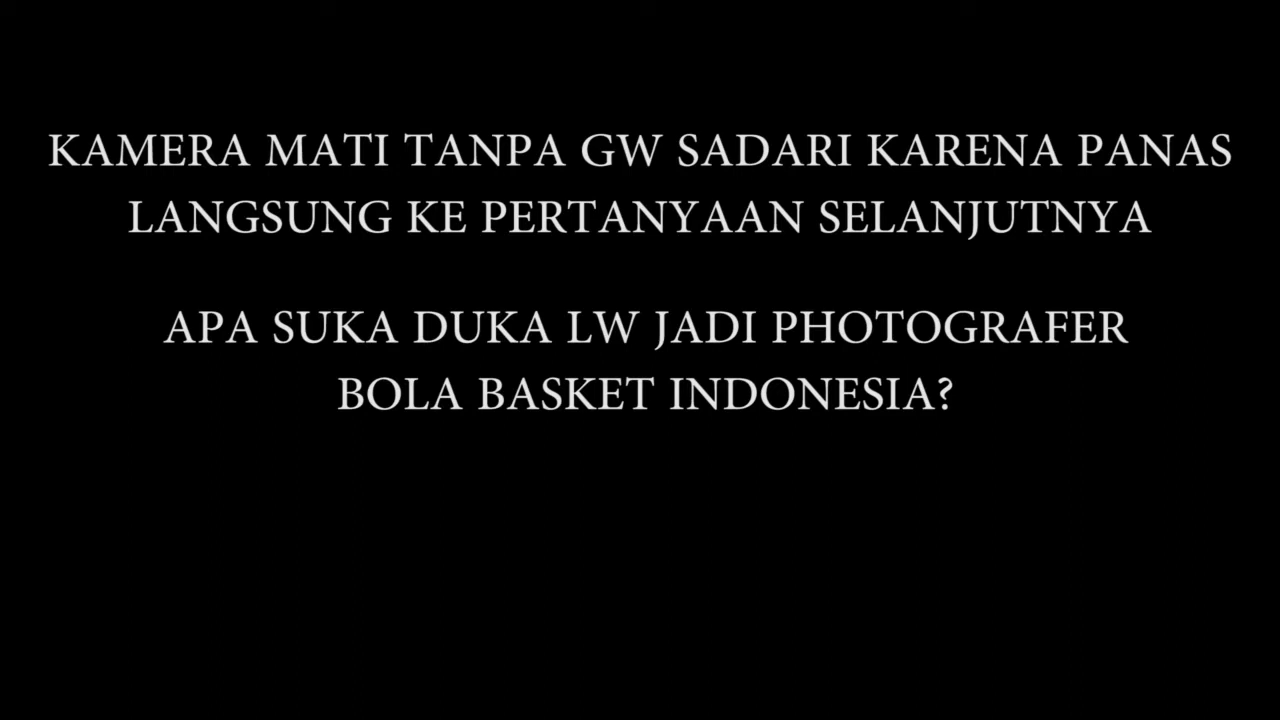 KAMERA MATI TANPA GW SADARI KARENA PANAS
LANGSUNG KE PERTANYAAN SELANJUTNYA
APA SUKA DUKA LW JADI PHOTOGRAFER
BOLA BASKET INDONESIA?